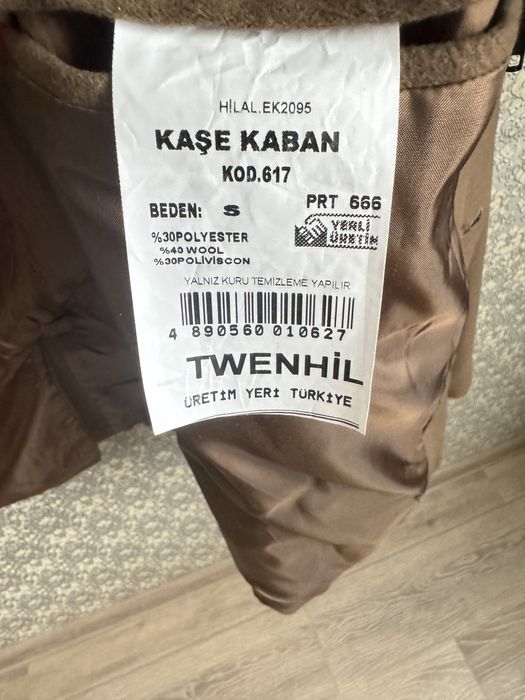 HİLAL.EK2095
KAŞE KABAN
KOD.617
BEDEN: S
PRT 666
YERLİ
ÜRETİM
%30POLYESTER
%40 WOOL
%30POLİVİSCON
YALNIZ KURU TEMİZLEME YAPILIR
4 890560 010627
TWENHİL
ÜRETİM YERİ TÜRKİYE